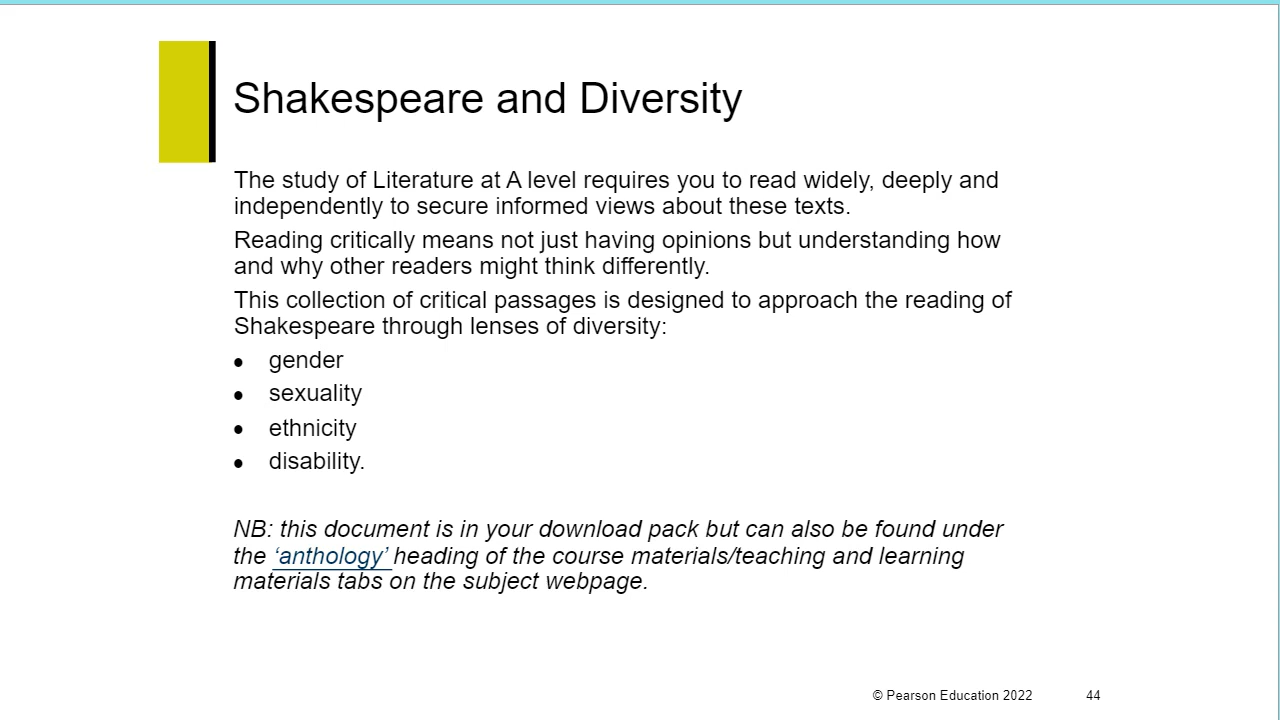 Shakespeare and Diversity
The study of Literature at A level requires you to read widely, deeply and
independently to secure informed views about these texts.
Reading critically means not just having opinions but understanding how
and why other readers might think differently.
This collection of critical passages is designed to approach the reading of
Shakespeare through lenses of diversity:
• gender
• sexuality
• ethnicity
• disability.
NB: this document is in your download pack but can also be found under
the ‘anthology’ heading of the course materials/teaching and learning
materials tabs on the subject webpage.
© Pearson Education 2022 44